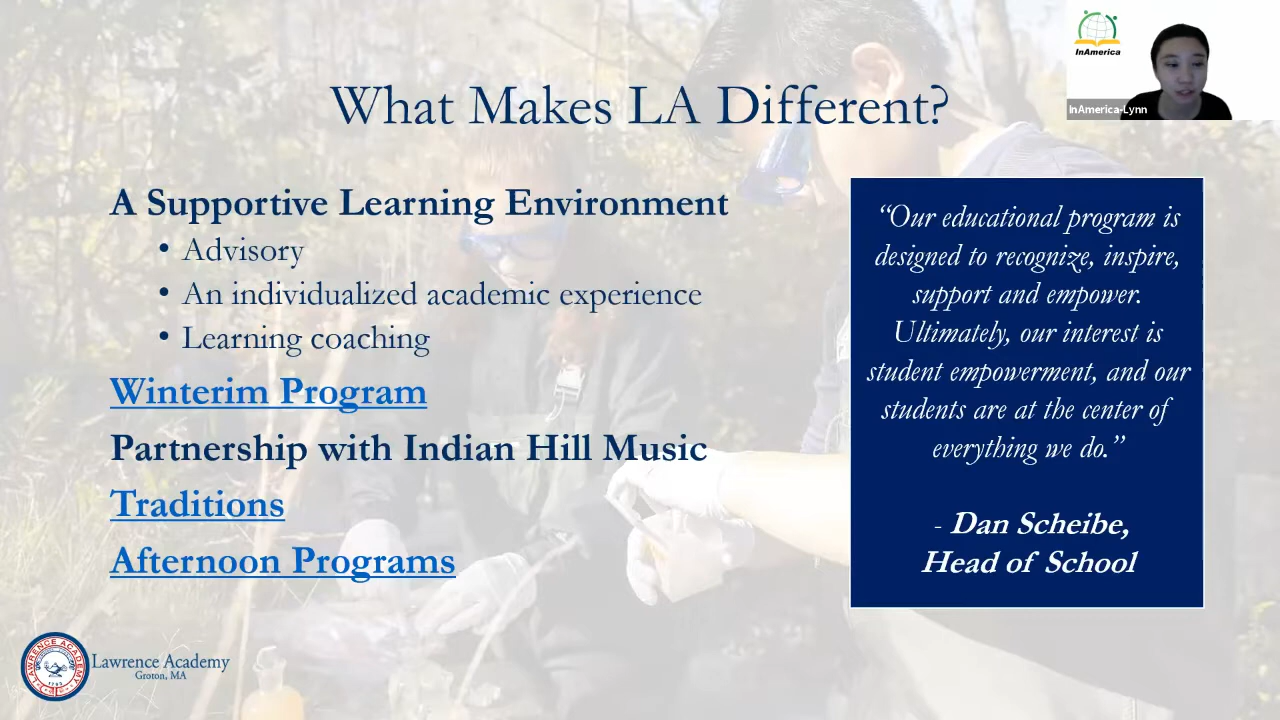 What Makes LA Different?
InAmerica
InAmerica-Lynn
A Supportive Learning Environment
• Advisory
• An individualized academic experience
• Learning coaching
Winterim Program
Partnership with Indian Hill Music
Traditions
Afternoon Programs
“Our educational program is
designed to recognize, inspire,
support and empower.
Ultimately, our interest is
student empowerment, and our
students are at the center of
everything we do.”
- Dan Scheibe,
Head of School
LAWRENCE ACADEMY
1793
Lawrence Academy
Groton, MA